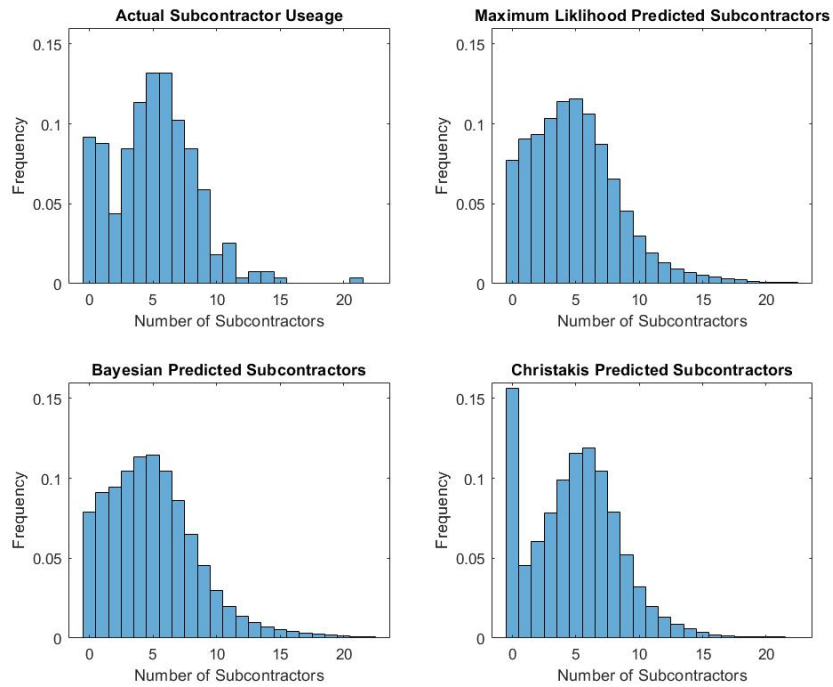 Actual Subcontractor Useage
0.15
0.1
0.05
0
Frequency
0 5 10 15 20
Number of Subcontractors
Maximum Liklihood Predicted Subcontractors
0.15
0.1
0.05
0
Frequency
0 5 10 15 20
Number of Subcontractors
Bayesian Predicted Subcontractors
0.15
0.1
0.05
0
Frequency
0 5 10 15 20
Number of Subcontractors
Christakis Predicted Subcontractors
0.15
0.1
0.05
0
Frequency
0 5 10 15 20
Number of Subcontractors